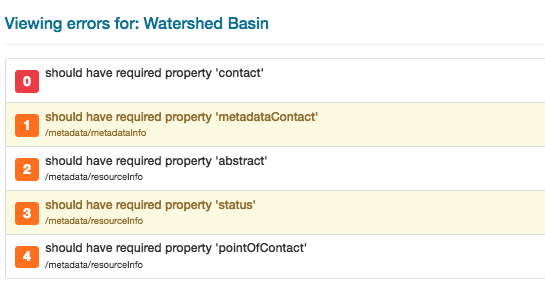 Viewing errors for: Watershed Basin
0
should have required property 'contact'
1
should have required property 'metadataContact'
/metadata/metadataInfo
2
should have required property 'abstract'
/metadata/resourceInfo
3
should have required property 'status'
/metadata/resourceInfo
4
should have required property 'pointOfContact'
/metadata/resourceInfo